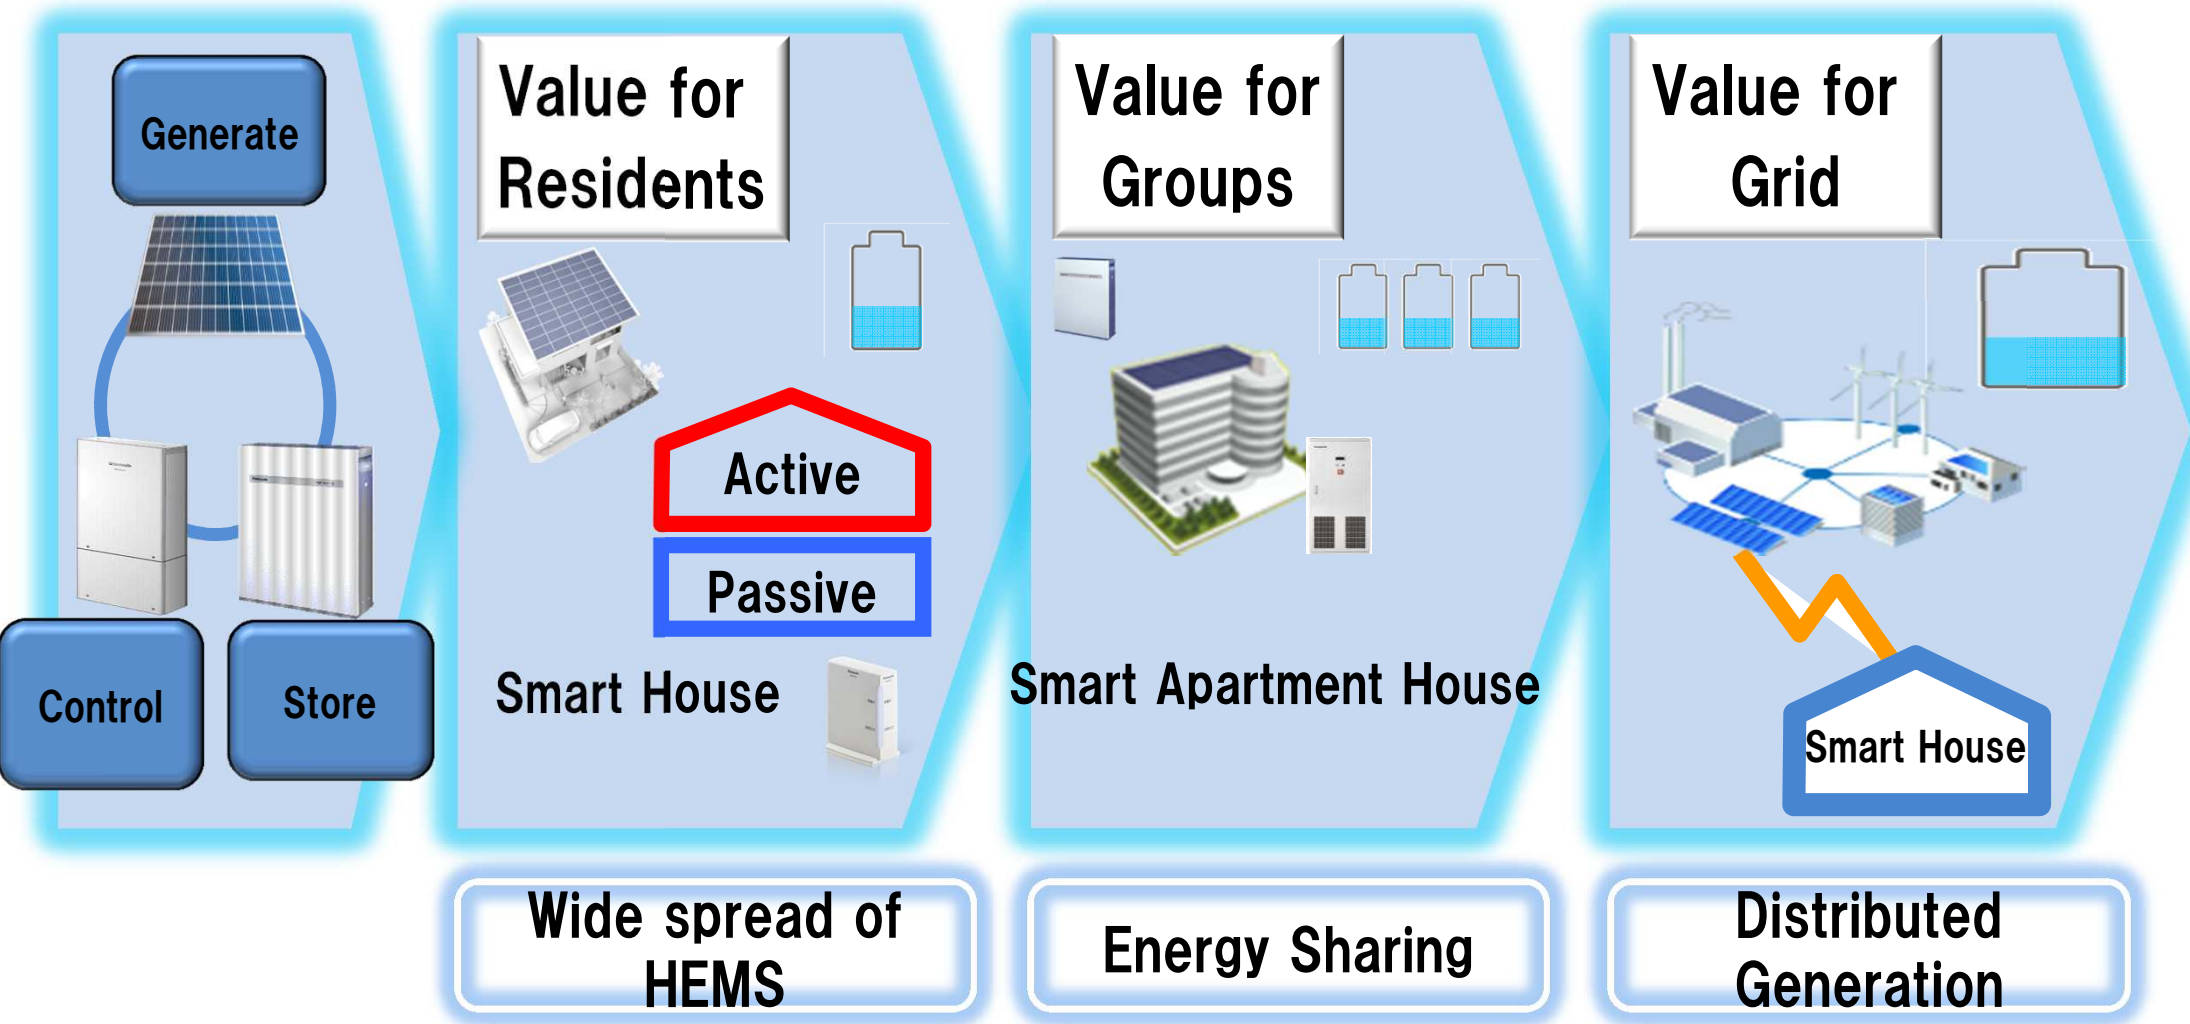 Generate
Control
Store
Value for
Residents
Active
Passive
Smart House
Wide spread of
HEMS
Value for
Groups
Smart Apartment House
Energy Sharing
Value for
Grid
Smart House
Distributed
Generation